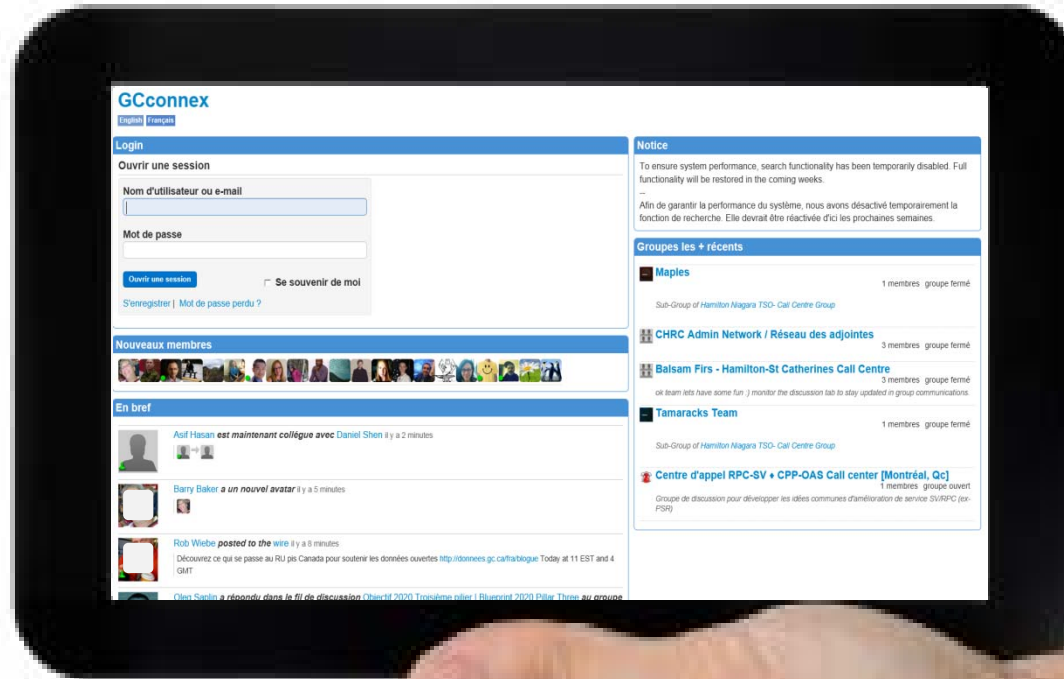 GCconnex
English Français
Login
Ouvrir une session
Nom d'utilisateur ou e-mail
Mot de passe
Ouvrir une session
Se souvenir de moi
S'enregistrer | Mot de passe perdu ?
Nouveaux membres
En bref
Asif Hasan est maintenant collégue avec Daniel Shen il y a 2 minutes
Barry Baker a un nouvel avatar il y a 5 minutes
Rob Wiebe posted to the wire il y a 8 minutes
Découvrez ce qui se passe au RU pis Canada pour soutenir les données ouvertes http://donnees.gc.ca/fra/blogue Today at 11 EST and 4
GMT
Oleg Saplin a répondu dans le fil de discussion Objectif 2020 Troisième pilier | Blueprint 2020 Pillar Three au groupe
Notice
To ensure system performance, search functionality has been temporarily disabled. Full
functionality will be restored in the coming weeks.
--
Afin de garantir la performance du système, nous avons désactivé temporairement la
fonction de recherche. Elle devrait être réactivée d'ici les prochaines semaines.
Groupes les + récents
Maples
1 membres groupe fermé
Sub-Group of Hamilton Niagara TSO- Call Centre Group
CHRC Admin Network / Réseau des adjointes
3 membres groupe fermé
Balsam Firs - Hamilton-St Catherines Call Centre
3 membres groupe fermé
ok team lets have some fun :) monitor the discussion tab to stay updated in group communications.
Tamaracks Team
1 membres groupe fermé
Sub-Group of Hamilton Niagara TSO- Call Centre Group
Centre d'appel RPC-SV ♦ CPP-OAS Call center [Montréal, Qc]
1 membres groupe ouvert
Groupe de discussion pour développer les idées communes d'amélioration de service SV/RPC (ex-
PSR)